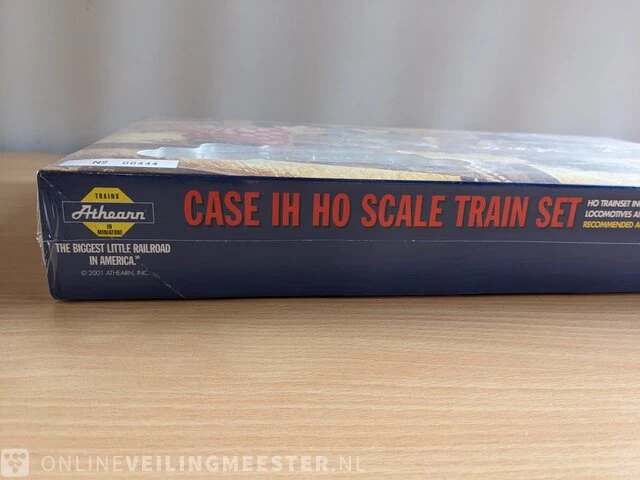 Nº 00444
TRAINS
Athearn
IN
MINIATURE
THE BIGGEST LITTLE RAILROAD
IN AMERICA.℠
© 2001 ATHEARN, INC.
CASE IH HO SCALE TRAIN SET
HO TRAINSET
LOCOMOTIVES
RECOMMENDED
ONLINEVEILINGMEESTER.NL